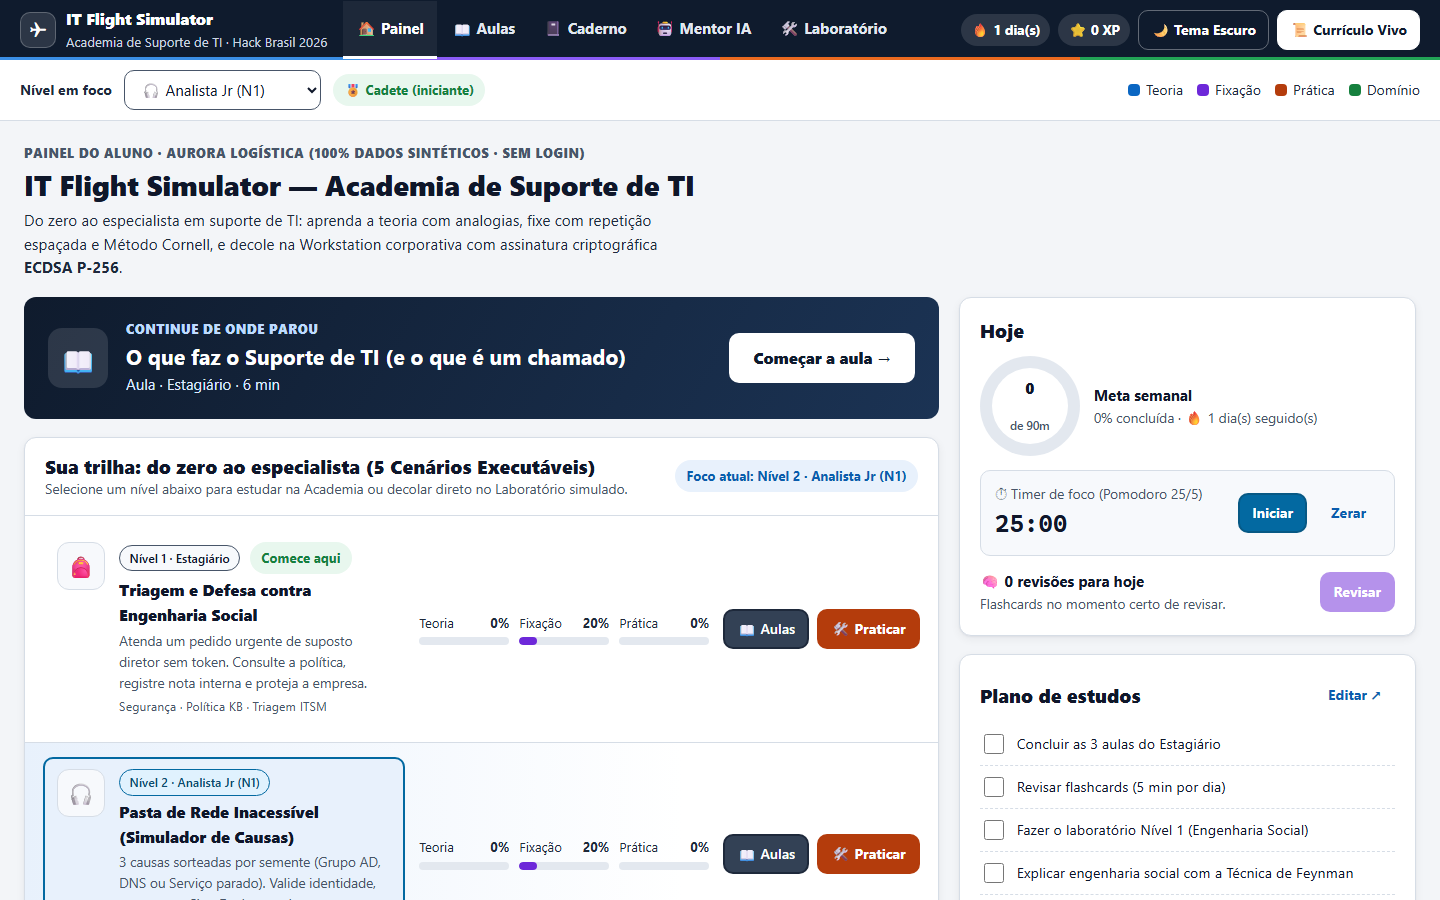 IT Flight Simulator
Academia de Suporte de TI · Hack Brasil 2026
Painel
Aulas
Caderno
Mentor IA
Laboratório
1 dia(s)
0 XP
Tema Escuro
Currículo Vivo
Nível em foco
Analista Jr (N1)
Cadete (iniciante)
Teoria
Fixação
Prática
Domínio
PAINEL DO ALUNO · AURORA LOGÍSTICA (100% DADOS SINTÉTICOS · SEM LOGIN)
IT Flight Simulator — Academia de Suporte de TI
Do zero ao especialista em suporte de TI: aprenda a teoria com analogias, fixe com repetição
espaçada e Método Cornell, e decole na Workstation corporativa com assinatura criptográfica
ECDSA P-256.
CONTINUE DE ONDE PAROU
O que faz o Suporte de TI (e o que é um chamado)
Aula · Estagiário · 6 min
Começar a aula →
Sua trilha: do zero ao especialista (5 Cenários Executáveis)
Selecione um nível abaixo para estudar na Academia ou decolar direto no Laboratório simulado.
Foco atual: Nível 2 · Analista Jr (N1)
Nível 1 · Estagiário
Comece aqui
Triagem e Defesa contra
Engenharia Social
Atenda um pedido urgente de suposto
diretor sem token. Consulte a política,
registre nota interna e proteja a empresa.
Segurança · Política KB · Triagem ITSM
Teoria 0%
Fixação 20%
Prática 0%
Aulas
Praticar
Nível 2 · Analista Jr (N1)
Pasta de Rede Inacessível
(Simulador de Causas)
3 causas sorteadas por semente (Grupo AD,
DNS ou Serviço parado). Valide identidade,
Teoria 0%
Fixação 20%
Prática 0%
Aulas
Praticar
Hoje
0
de 90m
Meta semanal
0% concluída · 1 dia(s) seguido(s)
Timer de foco (Pomodoro 25/5)
25:00
Iniciar
Zerar
0 revisões para hoje
Flashcards no momento certo de revisar.
Revisar
Plano de estudos
Editar ↗
Concluir as 3 aulas do Estagiário
Revisar flashcards (5 min por dia)
Fazer o laboratório Nível 1 (Engenharia Social)
Explicar engenharia social com a Técnica de Feynman